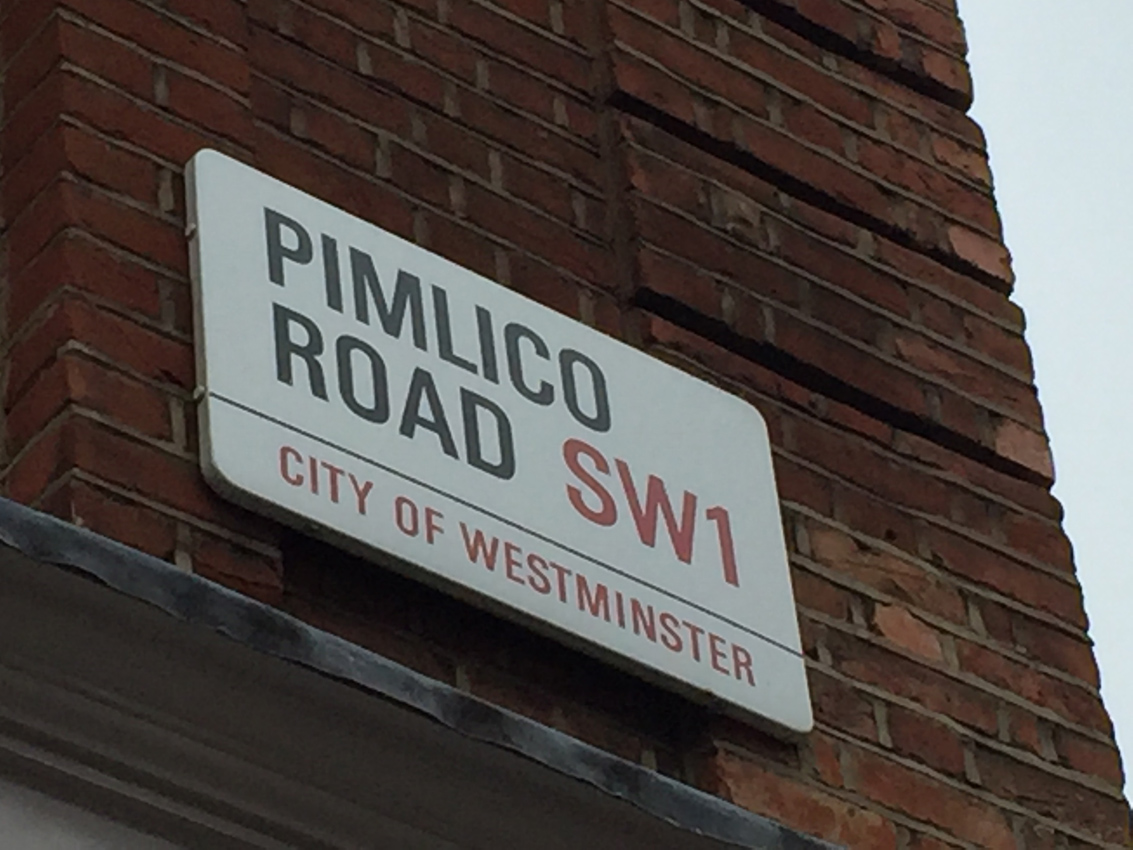 PIMLICO
ROAD SW1
CITY OF WESTMINSTER